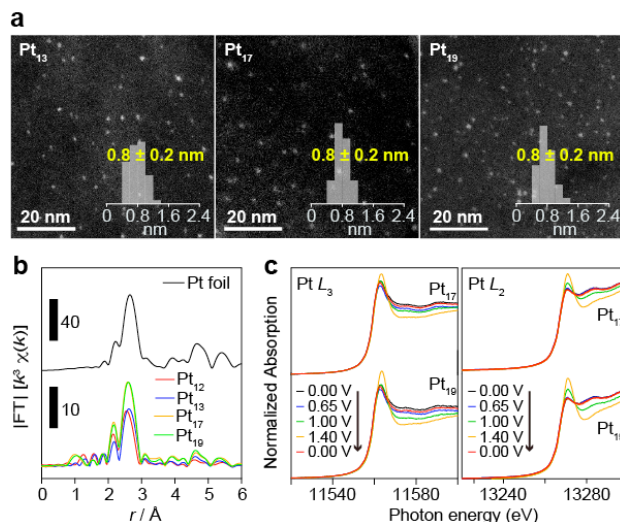 a
Pt13 Pt17 Pt19
0.8 ± 0.2 nm 0.8 ± 0.2 nm 0.8 ± 0.2 nm
20 nm 20 nm 20 nm
0 0.8 1.6 2.4 0 0.8 1.6 2.4 0 0.8 1.6 2.4
nm nm nm
b
Pt foil
40
10
Pt12
Pt13
Pt17
Pt19
|FT| [k³ χ(k)]
0 1 2 3 4 5 6
r / Å
c
Pt L3 Pt L2
Pt17
Pt19
0.00 V 0.00 V
0.65 V 0.65 V
1.00 V 1.00 V
1.40 V 1.40 V
0.00 V 0.00 V
Normalized Absorption
11540 11580 13240 13280
Photon energy (eV)